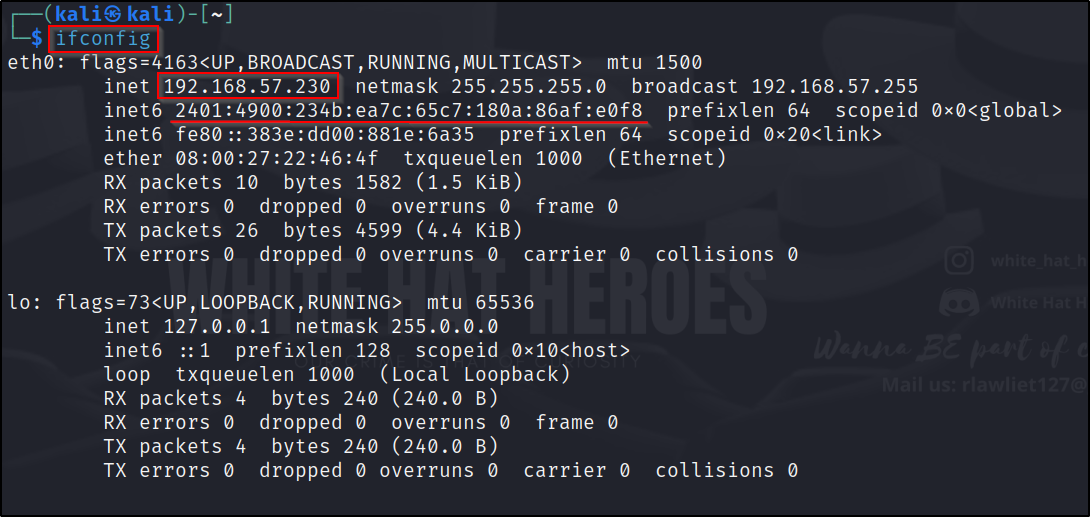 ┌──(kali㉿kali)-[~]
└─$ ifconfig
eth0: flags=4163<UP,BROADCAST,RUNNING,MULTICAST>  mtu 1500
        inet 192.168.57.230  netmask 255.255.255.0  broadcast 192.168.57.255
        inet6 2401:4900:234b:ea7c:65c7:180a:86af:e0f8  prefixlen 64  scopeid 0×0<global>
        inet6 fe80::383e:dd00:881e:6a35  prefixlen 64  scopeid 0×20<link>
        ether 08:00:27:22:46:4f  txqueuelen 1000  (Ethernet)
        RX packets 10  bytes 1582 (1.5 KiB)
        RX errors 0  dropped 0  overruns 0  frame 0
        TX packets 26  bytes 4599 (4.4 KiB)
        TX errors 0  dropped 0 overruns 0  carrier 0  collisions 0
WHITE HAT HEROES
white_hat_h
White Hat H
lo: flags=73<UP,LOOPBACK,RUNNING>  mtu 65536
        inet 127.0.0.1  netmask 255.0.0.0
        inet6 ::1  prefixlen 128  scopeid 0×10<host>
        loop  txqueuelen 1000  (Local Loopback)
        RX packets 4  bytes 240 (240.0 B)
        RX errors 0  dropped 0  overruns 0  frame 0
        TX packets 4  bytes 240 (240.0 B)
        TX errors 0  dropped 0 overruns 0  carrier 0  collisions 0
Wanna BE part of
Mail us: rlawliet127@